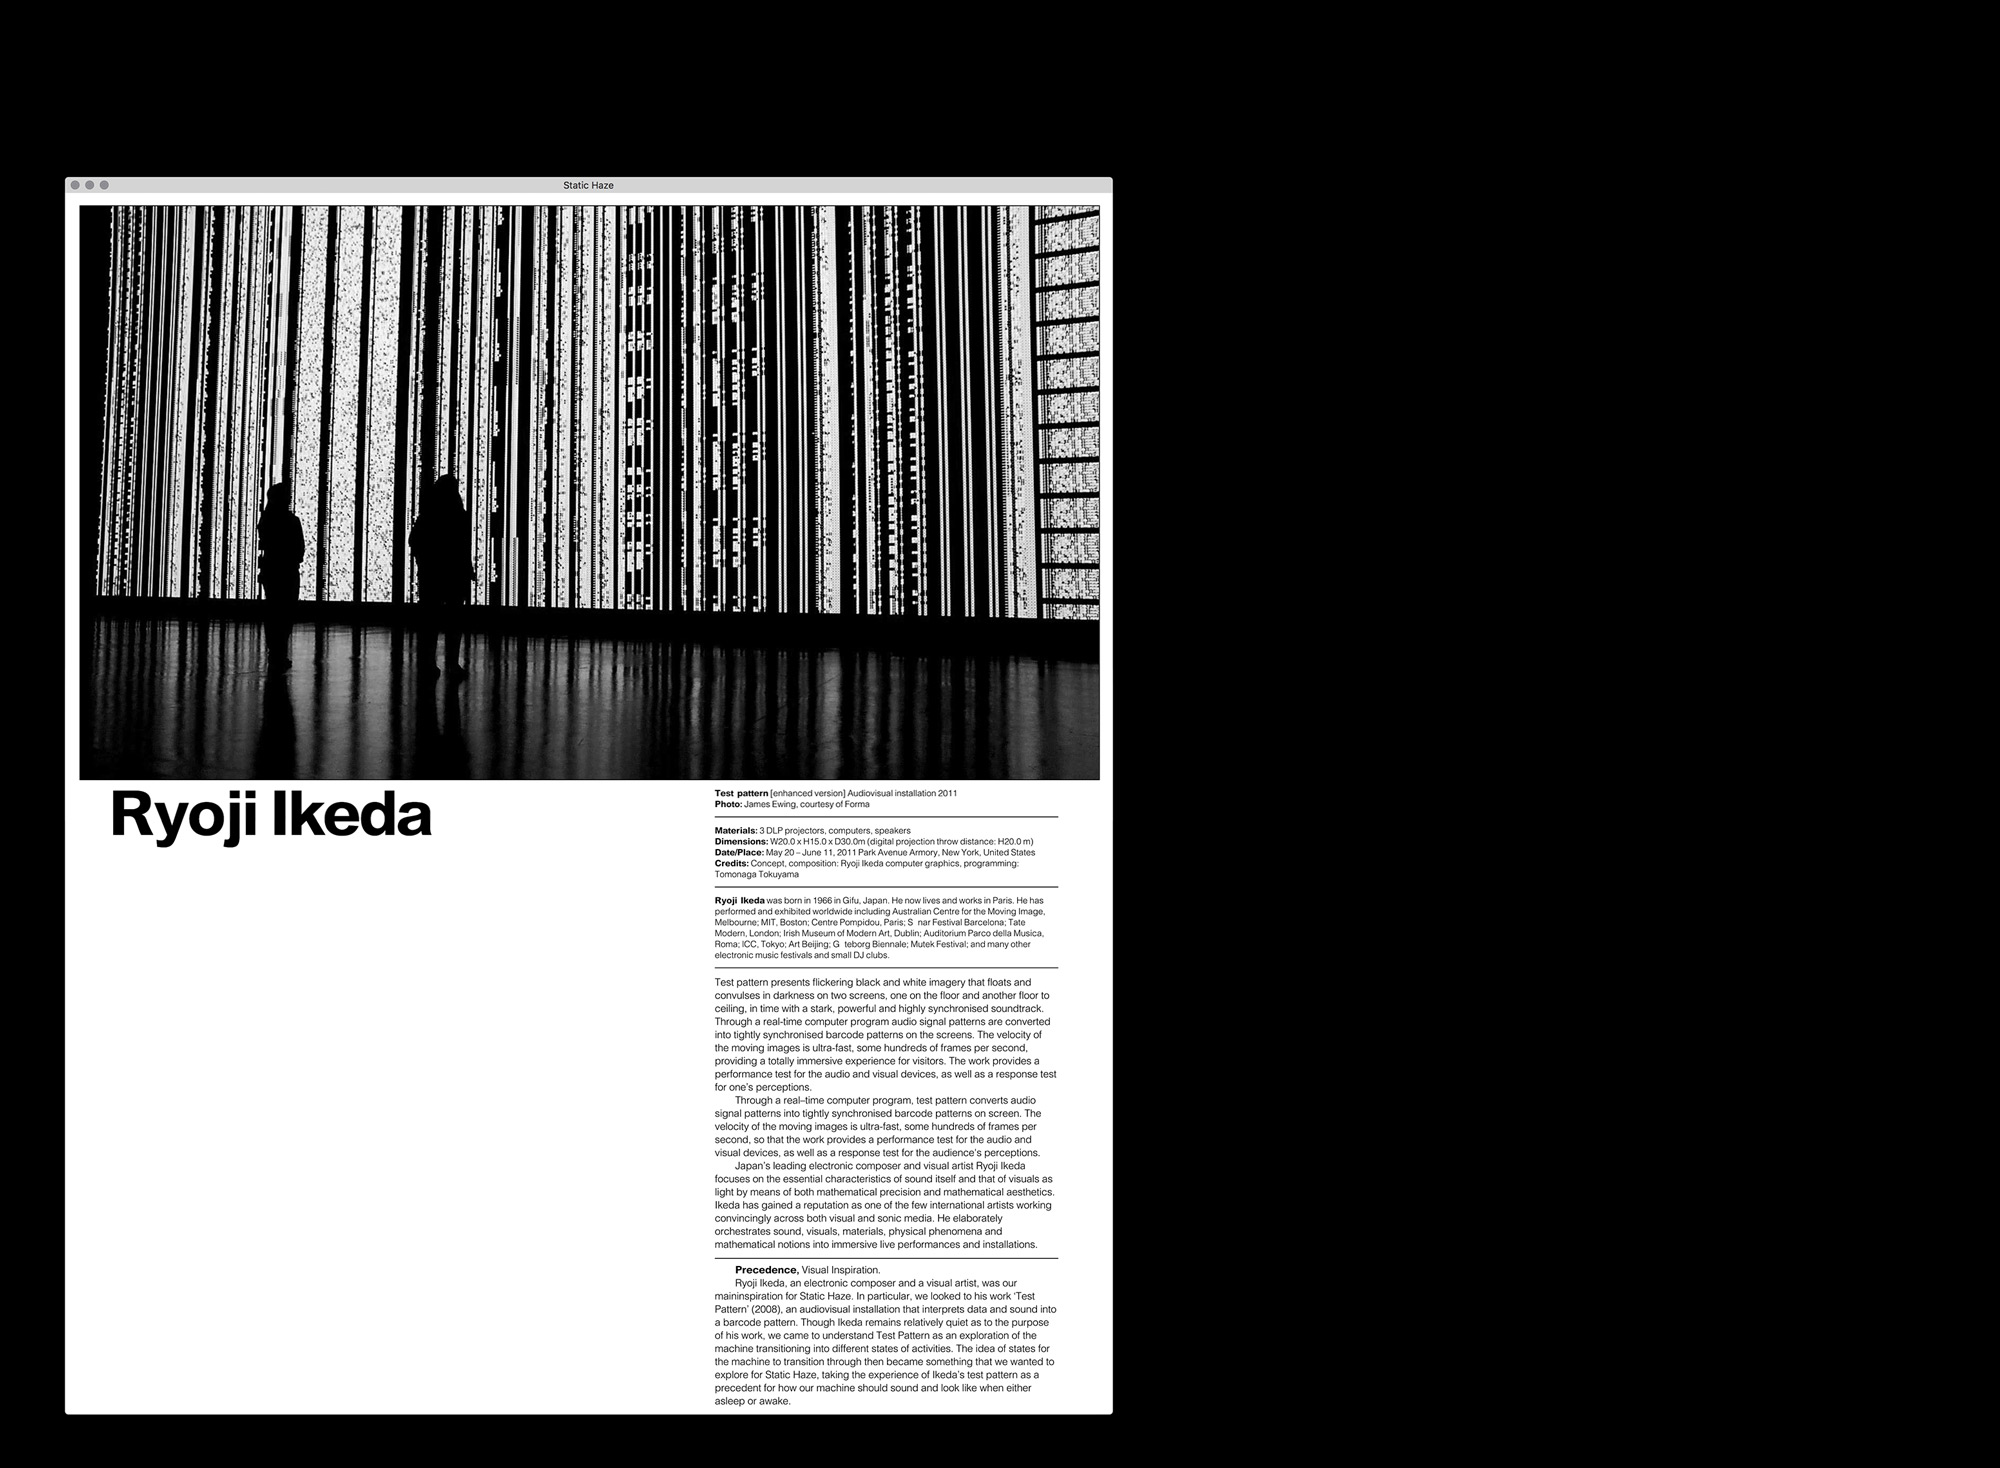 Static Haze
Ryoji Ikeda
Test pattern [enhanced version] Audiovisual installation 2011
Photo: James Ewing, courtesy of Forma
Materials: 3 DLP projectors, computers, speakers
Dimensions: W20.0 x H15.0 x D30.0m (digital projection throw distance: H20.0 m)
Date/Place: May 20 – June 11, 2011 Park Avenue Armory, New York, United States
Credits: Concept, composition: Ryoji Ikeda computer graphics, programming:
Tomonaga Tokuyama
Ryoji Ikeda was born in 1966 in Gifu, Japan. He now lives and works in Paris. He has
performed and exhibited worldwide including Australian Centre for the Moving Image,
Melbourne; MIT, Boston; Centre Pompidou, Paris; S nar Festival Barcelona; Tate
Modern, London; Irish Museum of Modern Art, Dublin; Auditorium Parco della Musica,
Roma; ICC, Tokyo; Art Beijing; G teborg Biennale; Mutek Festival; and many other
electronic music festivals and small DJ clubs.
Test pattern presents flickering black and white imagery that floats and
convulses in darkness on two screens, one on the floor and another floor to
ceiling, in time with a stark, powerful and highly synchronised soundtrack.
Through a real-time computer program audio signal patterns are converted
into tightly synchronised barcode patterns on the screens. The velocity of
the moving images is ultra-fast, some hundreds of frames per second,
providing a totally immersive experience for visitors. The work provides a
performance test for the audio and visual devices, as well as a response test
for one's perceptions.
Through a real–time computer program, test pattern converts audio
signal patterns into tightly synchronised barcode patterns on screen. The
velocity of the moving images is ultra-fast, some hundreds of frames per
second, so that the work provides a performance test for the audio and
visual devices, as well as a response test for the audience's perceptions.
Japan's leading electronic composer and visual artist Ryoji Ikeda
focuses on the essential characteristics of sound itself and that of visuals as
light by means of both mathematical precision and mathematical aesthetics.
Ikeda has gained a reputation as one of the few international artists working
convincingly across both visual and sonic media. He elaborately
orchestrates sound, visuals, materials, physical phenomena and
mathematical notions into immersive live performances and installations.
Precedence, Visual Inspiration.
Ryoji Ikeda, an electronic composer and a visual artist, was our
maininspiration for Static Haze. In particular, we looked to his work ‘Test
Pattern’ (2008), an audiovisual installation that interprets data and sound into
a barcode pattern. Though Ikeda remains relatively quiet as to the purpose
of his work, we came to understand Test Pattern as an exploration of the
machine transitioning into different states of activities. The idea of states for
the machine to transition through then became something that we wanted to
explore for Static Haze, taking the experience of Ikeda's test pattern as a
precedent for how our machine should sound and look like when either
asleep or awake.